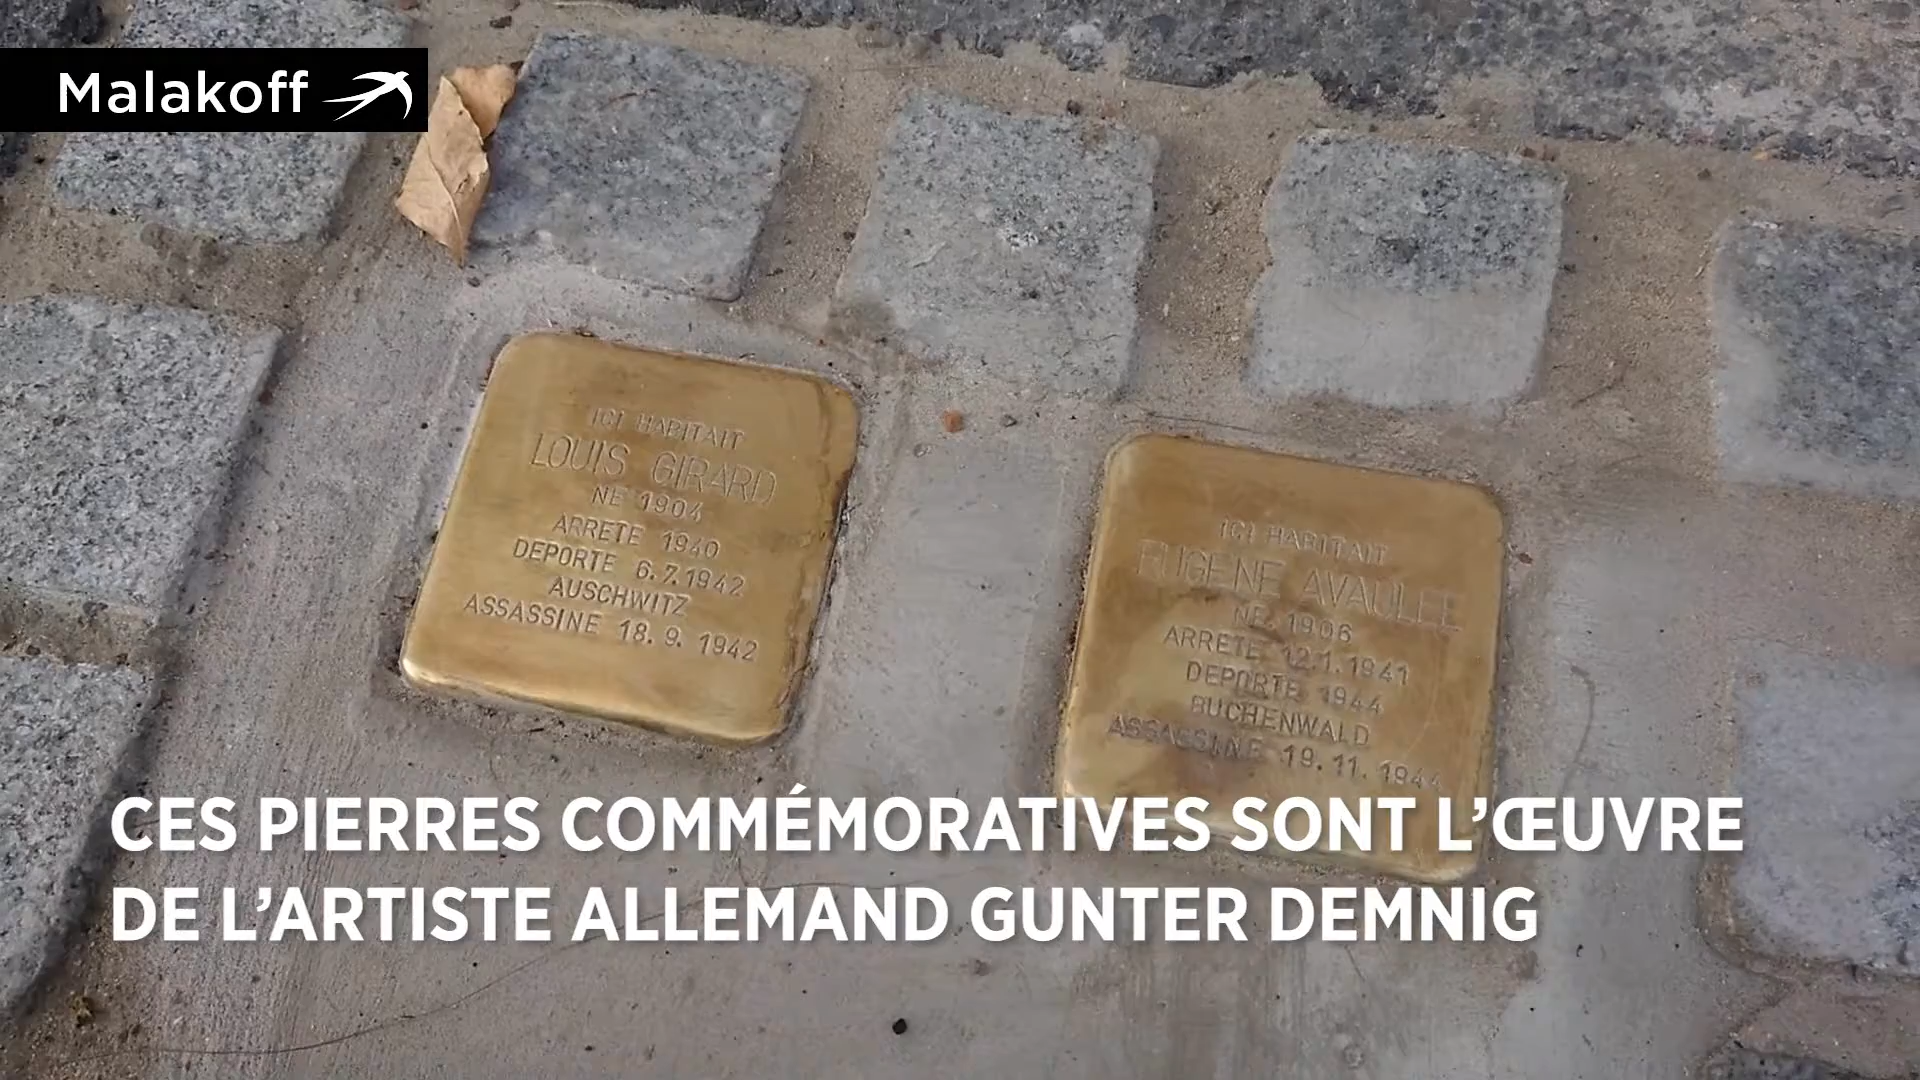 Malakoff
ICI HABITAIT
LOUIS GIRARD
NE 1904
ARRETE 1940
DEPORTE 6.7.1942
AUSCHWITZ
ASSASSINE 18.9.1942
ICI HABITAIT
EUGENE AVAULEE
NE 1906
ARRETE 12.1.1941
DEPORTE 1944
BUCHENWALD
ASSASSINE 19.11.1944
CES PIERRES COMMÉMORATIVES SONT L’ŒUVRE
DE L’ARTISTE ALLEMAND GUNTER DEMNIG